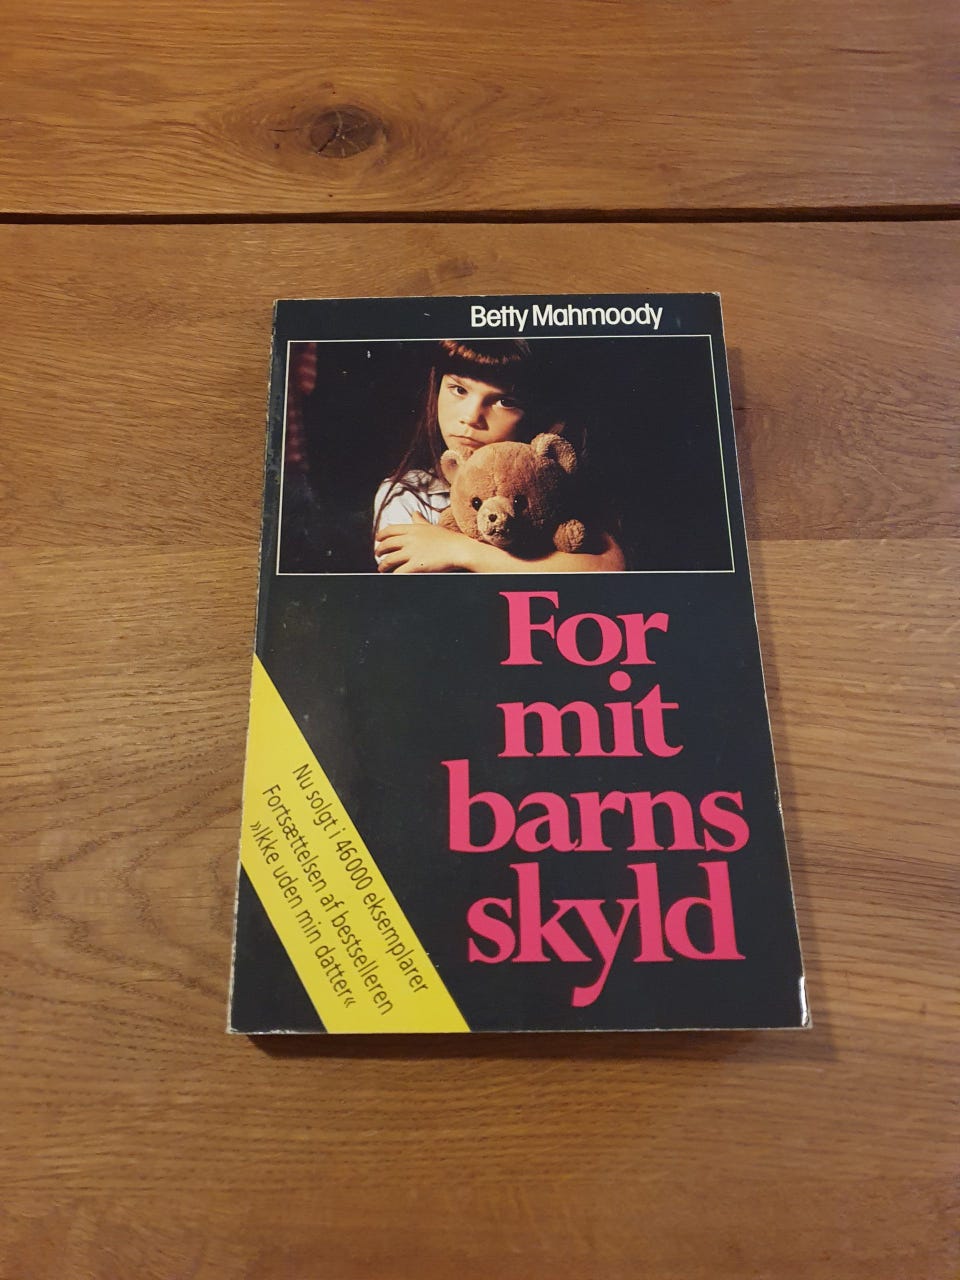 Betty Mahmoody
For
mit
barns
skyld
Nu solgt i 46000 eksemplarer
Fortsættelsen af bestselleren
»Ikke uden min datter«